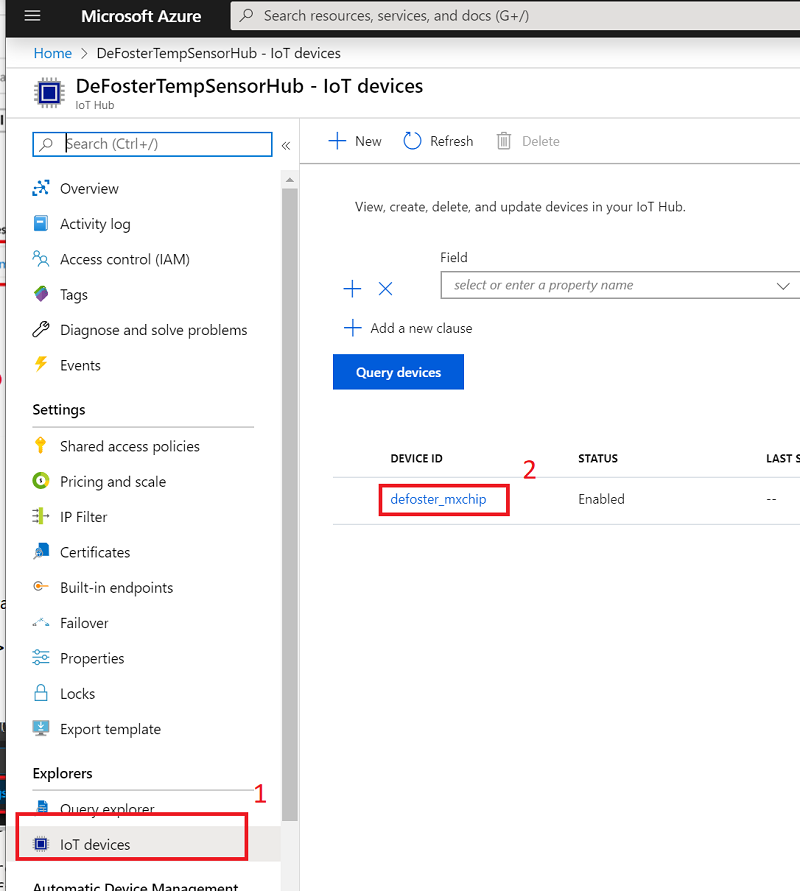 Microsoft Azure
Search resources, services, and docs (G+/)
Home > DeFosterTempSensorHub - IoT devices
DeFosterTempSensorHub - IoT devices
IoT Hub
Search (Ctrl+/)
«
New
Refresh
Delete
Overview
Activity log
Access control (IAM)
Tags
Diagnose and solve problems
Events
Settings
Shared access policies
Pricing and scale
IP Filter
Certificates
Built-in endpoints
Failover
Properties
Locks
Export template
Explorers
Query explorer
1
IoT devices
Automatic Device Management
View, create, delete, and update devices in your IoT Hub.
Field
select or enter a property name
Add a new clause
Query devices
DEVICE ID
STATUS
LAST S
2
defoster_mxchip
Enabled
--